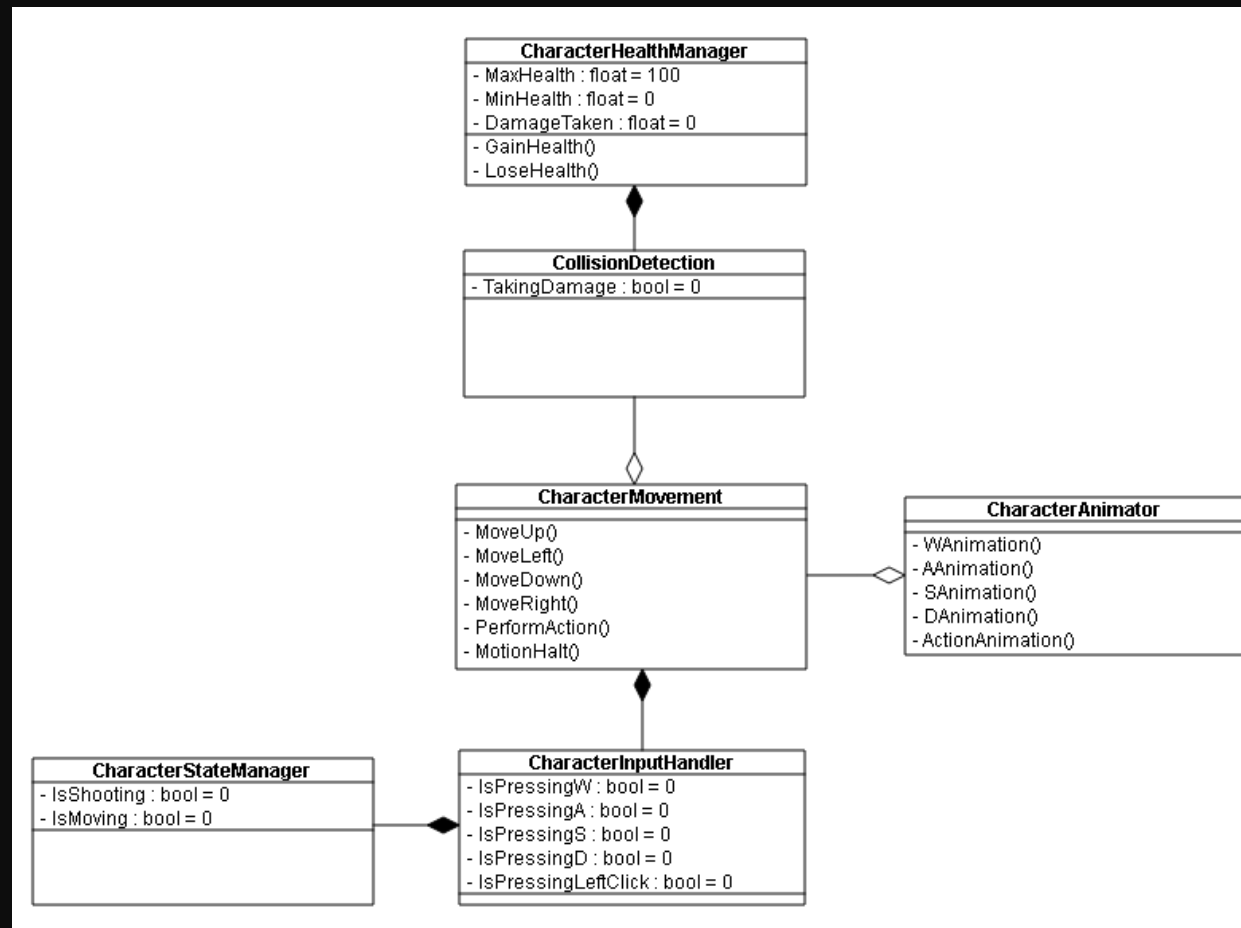 CharacterHealthManager
- MaxHealth : float = 100
- MinHealth : float = 0
- DamageTaken : float = 0
- GainHealth()
- LoseHealth()
CollisionDetection
- TakingDamage : bool = 0
CharacterMovement
- MoveUp()
- MoveLeft()
- MoveDown()
- MoveRight()
- PerformAction()
- MotionHalt()
CharacterAnimator
- WAnimation()
- AAnimation()
- SAnimation()
- DAnimation()
- ActionAnimation()
CharacterStateManager
- IsShooting : bool = 0
- IsMoving : bool = 0
CharacterInputHandler
- IsPressingW : bool = 0
- IsPressingA : bool = 0
- IsPressingS : bool = 0
- IsPressingD : bool = 0
- IsPressingLeftClick : bool = 0